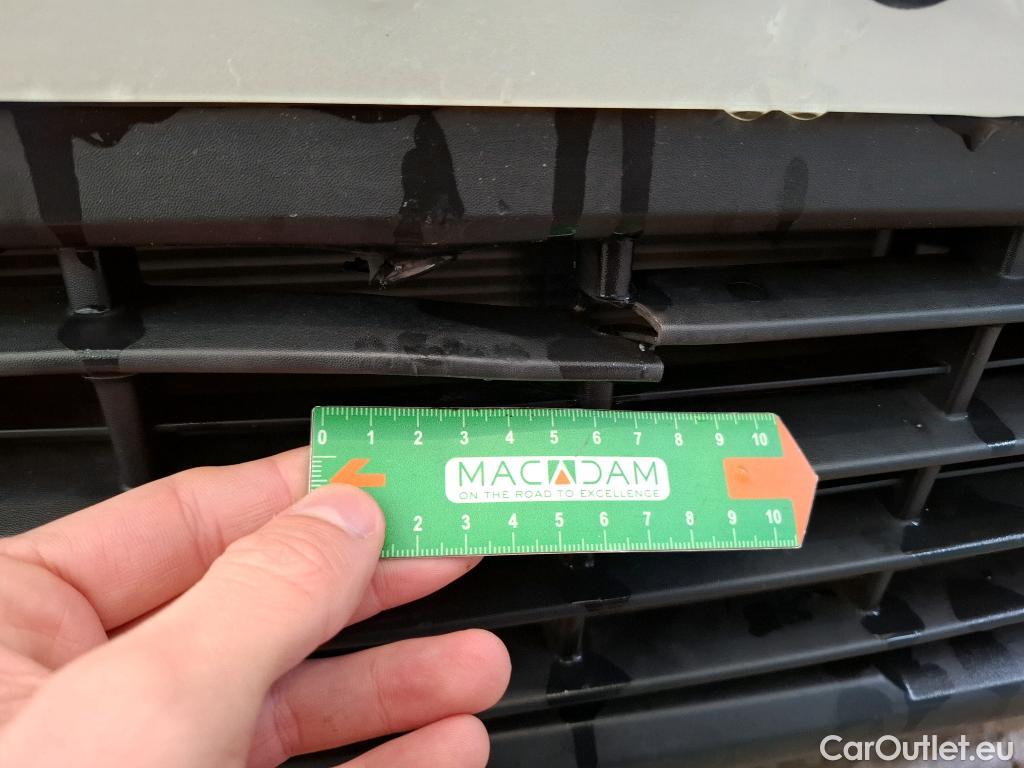 0 1 2 3 4 5 6 7 8 9 10
MACADAM
ON THE ROAD TO EXCELLENCE
2 3 4 5 6 7 8 9 10
CarOutlet.eu